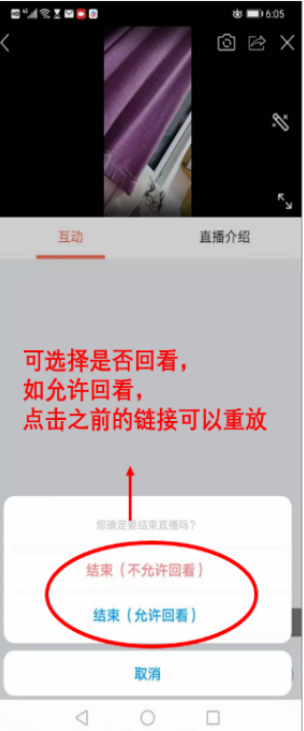 6:05
互动
直播介绍
可选择是否回看，
如允许回看，
点击之前的链接可以重放
您确定要结束直播吗？
结束（不允许回看）
结束（允许回看）
取消